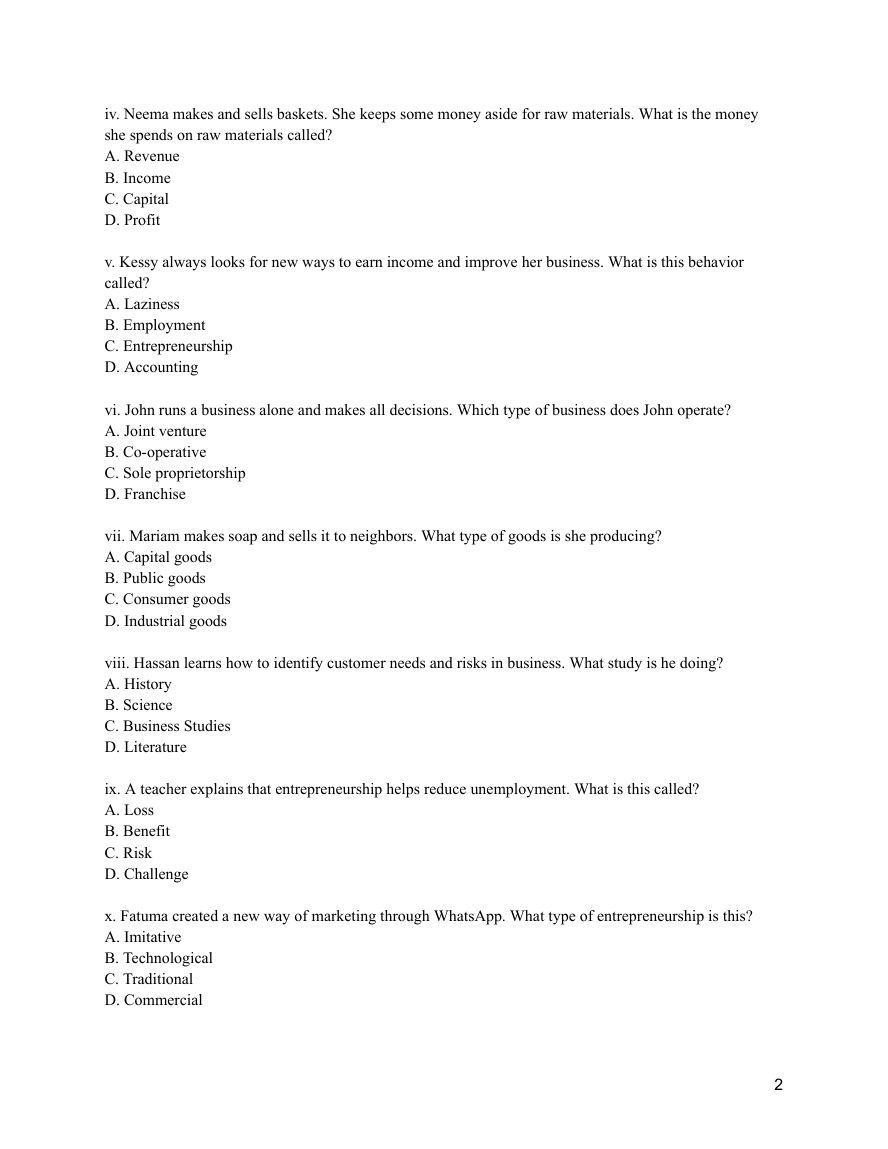 iv. Neema makes and sells baskets. She keeps some money aside for raw materials. What is the money
she spends on raw materials called?
A. Revenue
B. Income
C. Capital
D. Profit
v. Kessy always looks for new ways to earn income and improve her business. What is this behavior
called?
A. Laziness
B. Employment
C. Entrepreneurship
D. Accounting
vi. John runs a business alone and makes all decisions. Which type of business does John operate?
A. Joint venture
B. Co-operative
C. Sole proprietorship
D. Franchise
vii. Mariam makes soap and sells it to neighbors. What type of goods is she producing?
A. Capital goods
B. Public goods
C. Consumer goods
D. Industrial goods
viii. Hassan learns how to identify customer needs and risks in business. What study is he doing?
A. History
B. Science
C. Business Studies
D. Literature
ix. A teacher explains that entrepreneurship helps reduce unemployment. What is this called?
A. Loss
B. Benefit
C. Risk
D. Challenge
x. Fatuma created a new way of marketing through WhatsApp. What type of entrepreneurship is this?
A. Imitative
B. Technological
C. Traditional
D. Commercial
2